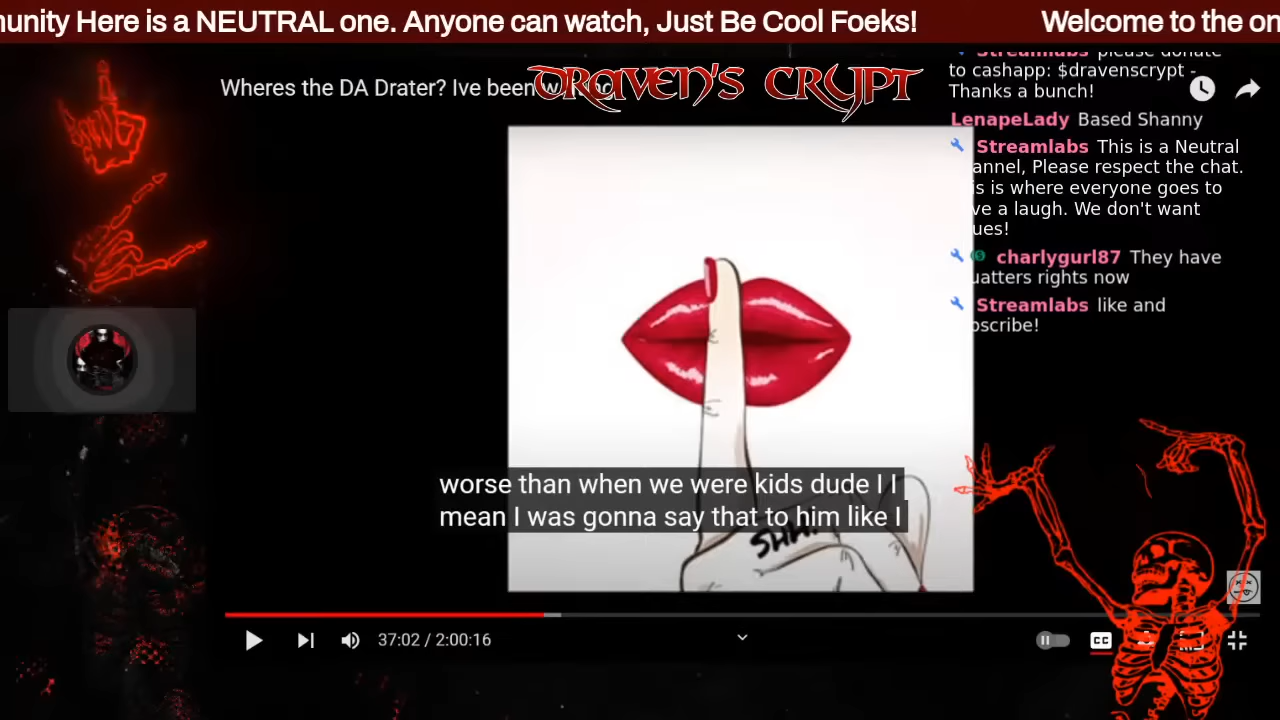 nunity Here is a NEUTRAL one. Anyone can watch, Just Be Cool Foeks!
Welcome to the on
Wheres the DA Drater? Ive been
DRAVEN'S CRYPT
Streamlabs please donate
to cashapp: $dravenscrypt -
Thanks a bunch!
LenapeLady Based Shanny
Streamlabs This is a Neutral
annel, Please respect the chat.
is is where everyone goes to
ve a laugh. We don't want
ues!
charlygurl87 They have
uatters rights now
Streamlabs like and
bscribe!
worse than when we were kids dude I I
mean I was gonna say that to him like I
SHH!
37:02 / 2:00:16
CC